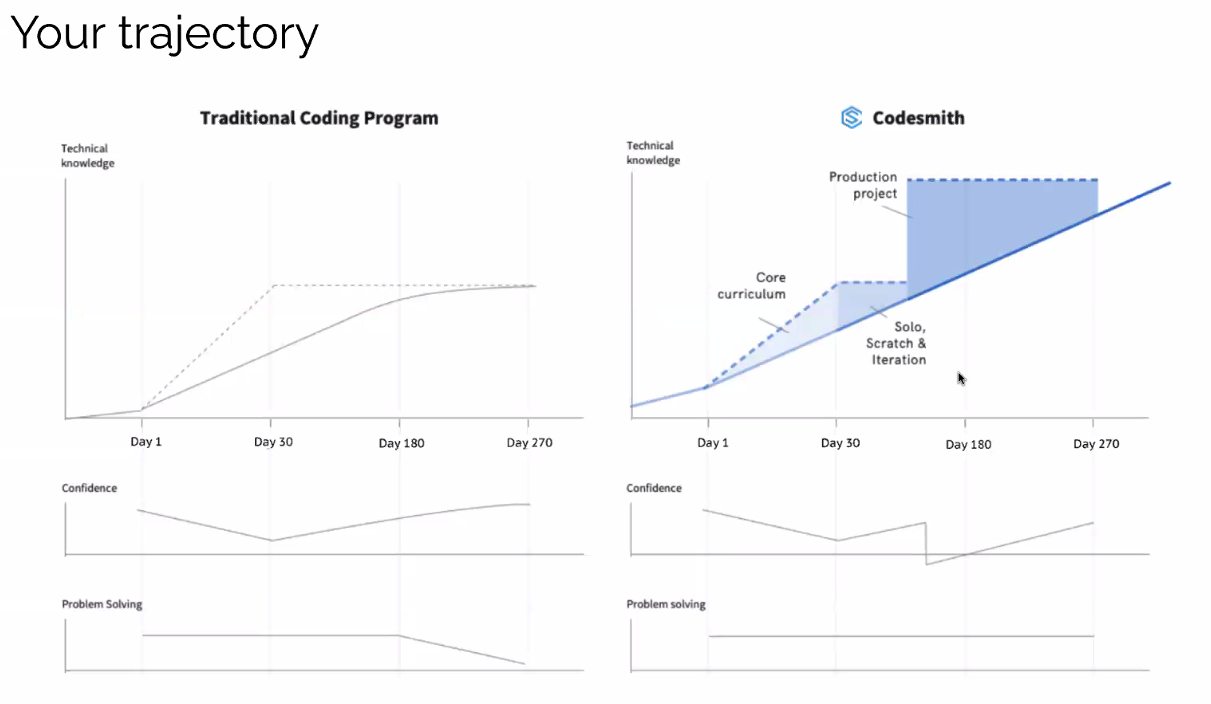 Your trajectory
Traditional Coding Program
Technical
knowledge
Day 1
Day 30
Day 180
Day 270
Confidence
Problem Solving
Codesmith
Technical
knowledge
Production
project
Core
curriculum
Solo,
Scratch &
Iteration
Day 1
Day 30
Day 180
Day 270
Confidence
Problem solving